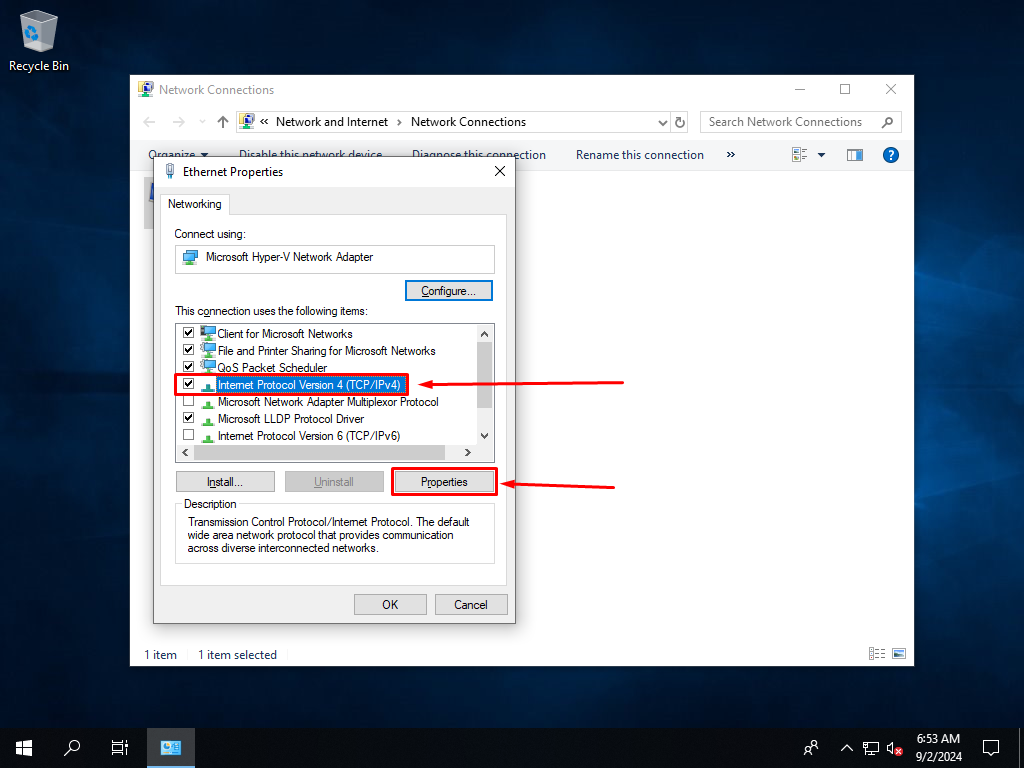 Recycle Bin
Network Connections
« Network and Internet › Network Connections
Search Network Connections
Organize Disable this network device Diagnose this connection Rename this connection »
Ethernet Properties
Networking
Connect using:
Microsoft Hyper-V Network Adapter
Configure...
This connection uses the following items:
Client for Microsoft Networks
File and Printer Sharing for Microsoft Networks
QoS Packet Scheduler
Internet Protocol Version 4 (TCP/IPv4)
Microsoft Network Adapter Multiplexor Protocol
Microsoft LLDP Protocol Driver
Internet Protocol Version 6 (TCP/IPv6)
Install... Uninstall Properties
Description
Transmission Control Protocol/Internet Protocol. The default
wide area network protocol that provides communication
across diverse interconnected networks.
OK Cancel
1 item 1 item selected
6:53 AM
9/2/2024